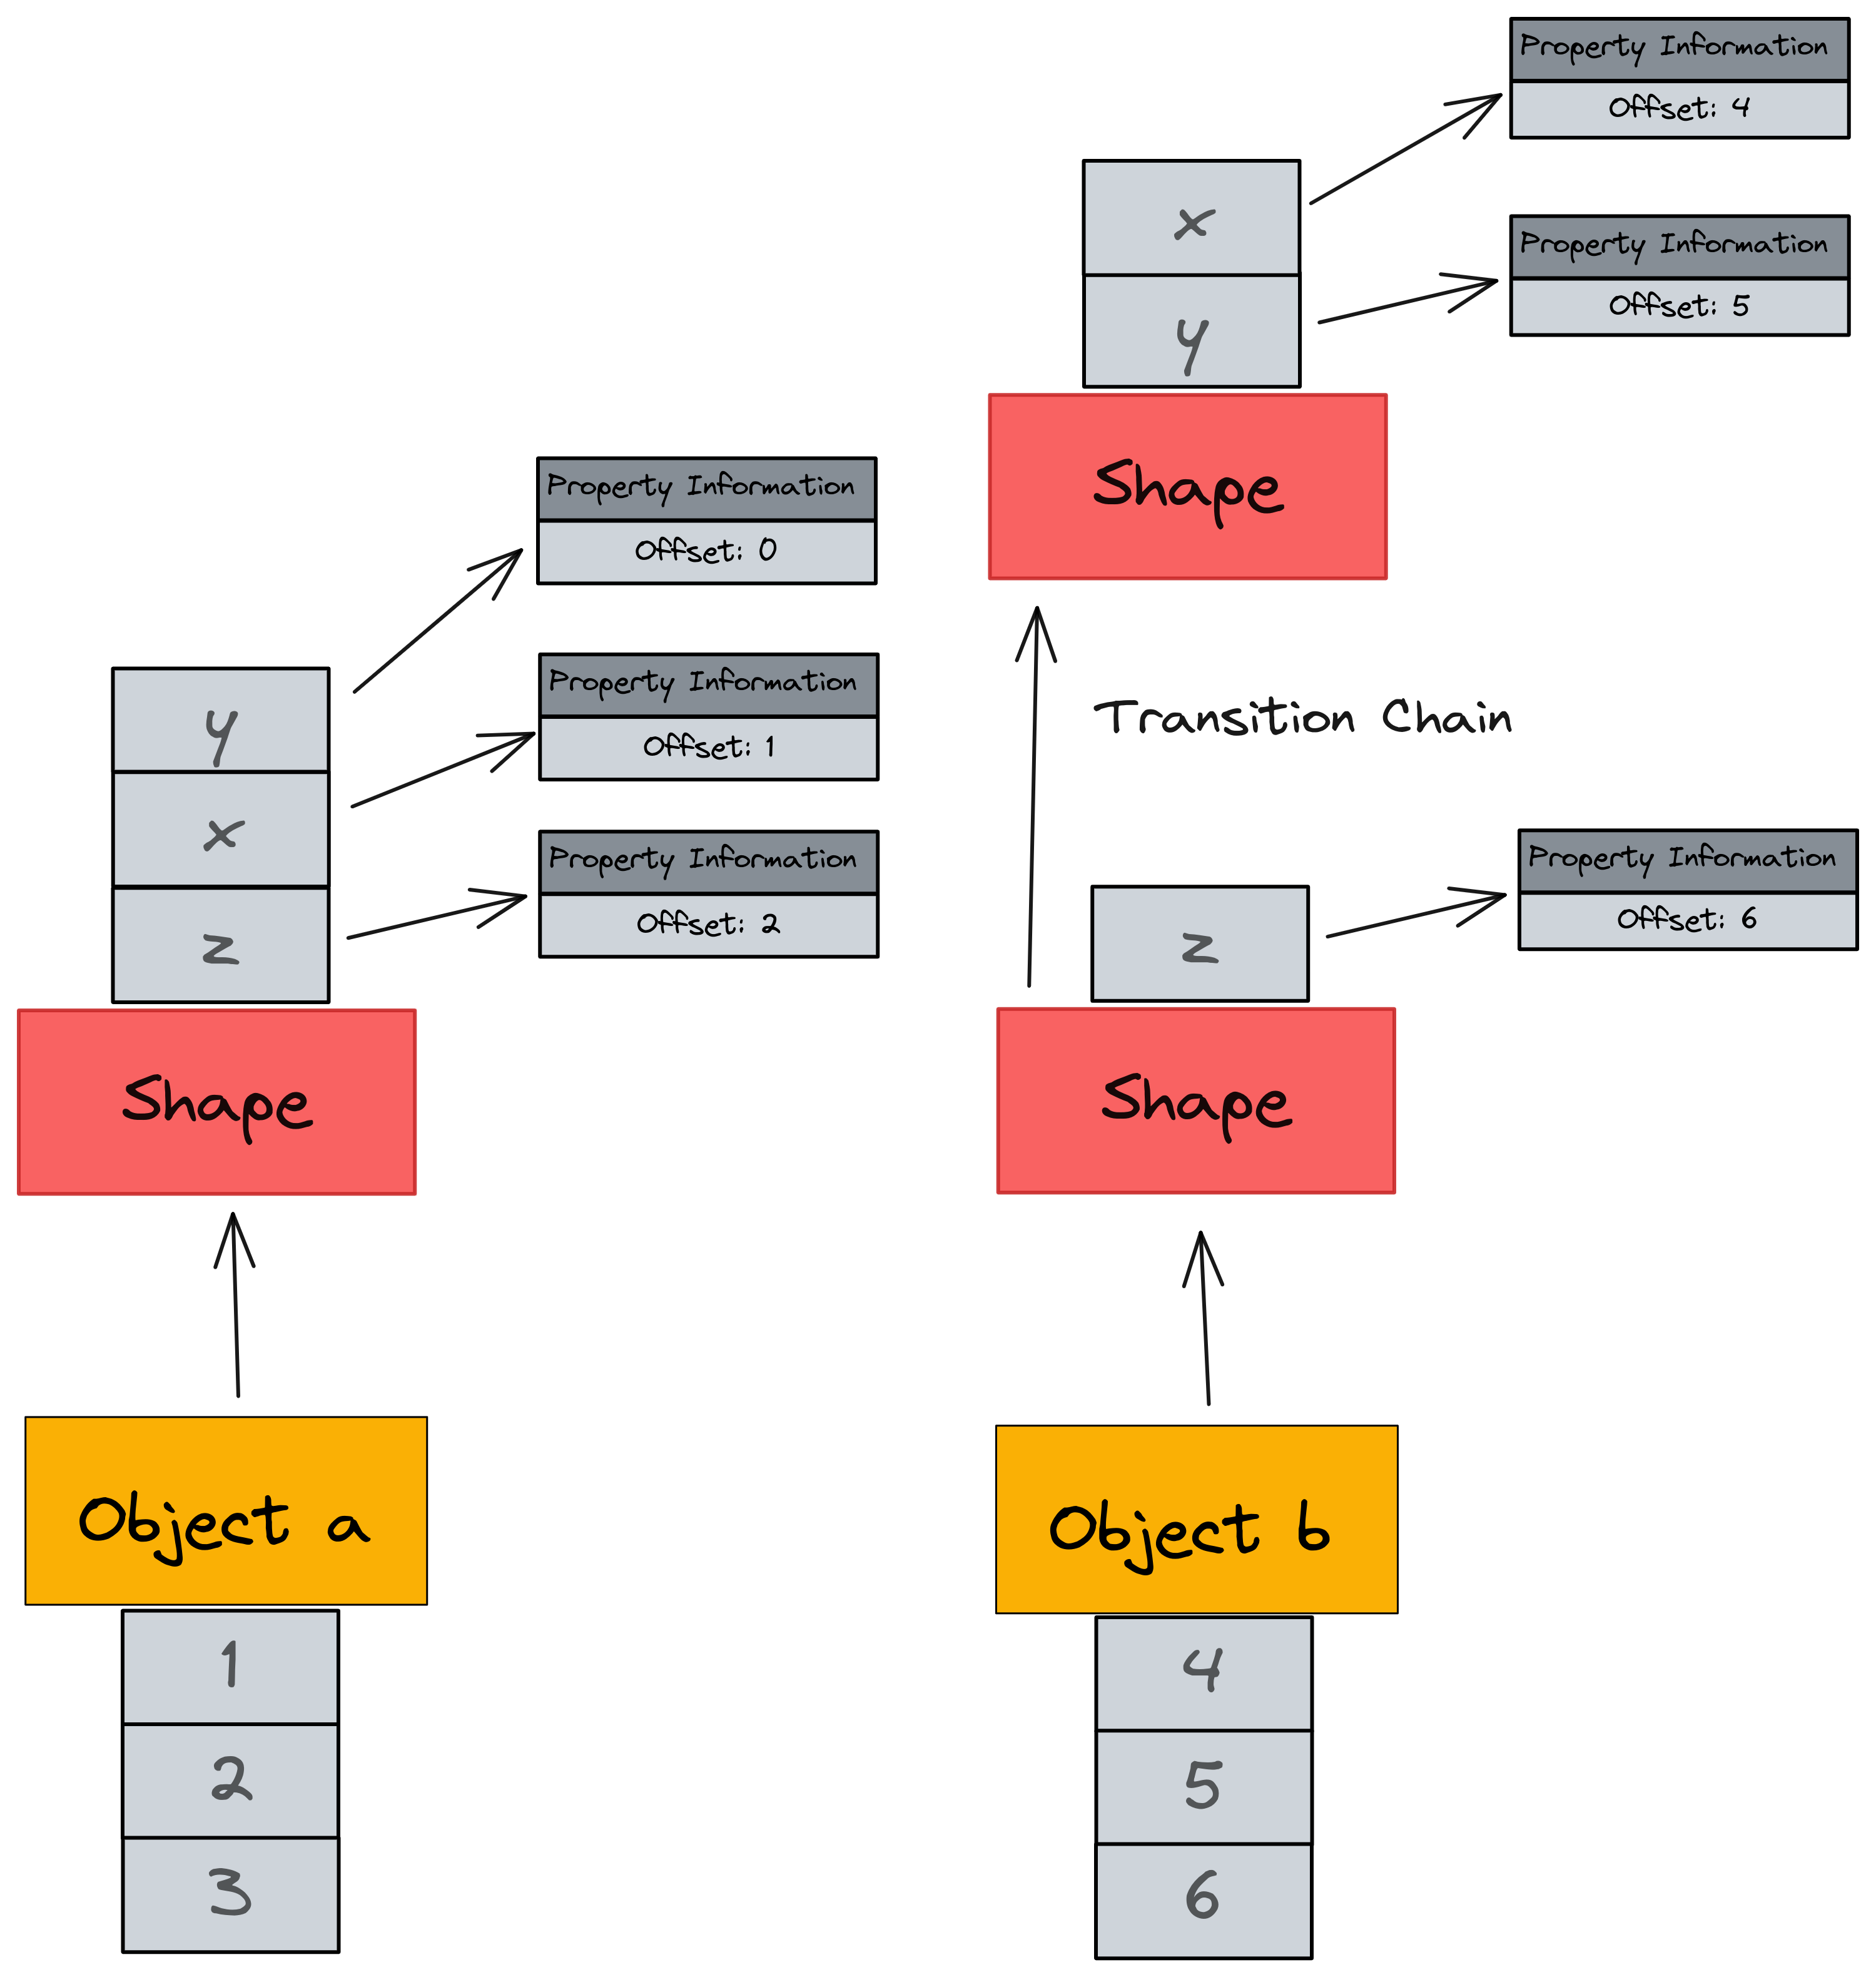 Property Information
Offset: 4
x
Property Information
Offset: 5
y
Shape
Property Information
Offset: 0
Property Information
Offset: 1
y
Transition Chain
x
Property Information
Offset: 2
z
Property Information
Offset: 6
z
Shape
Shape
Object a
Object b
1
2
3
4
5
6